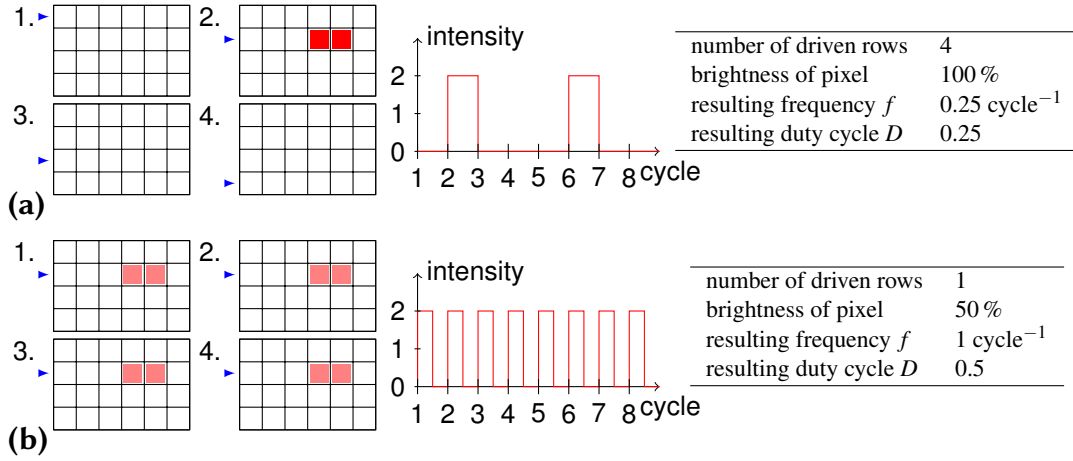 1.
2.
3.
4.
(a)
intensity
2
1
0
1 2 3 4 5 6 7 8 cycle
number of driven rows 4
brightness of pixel 100 %
resulting frequency f 0.25 cycle⁻¹
resulting duty cycle D 0.25
1.
2.
3.
4.
(b)
intensity
2
1
0
1 2 3 4 5 6 7 8 cycle
number of driven rows 1
brightness of pixel 50 %
resulting frequency f 1 cycle⁻¹
resulting duty cycle D 0.5